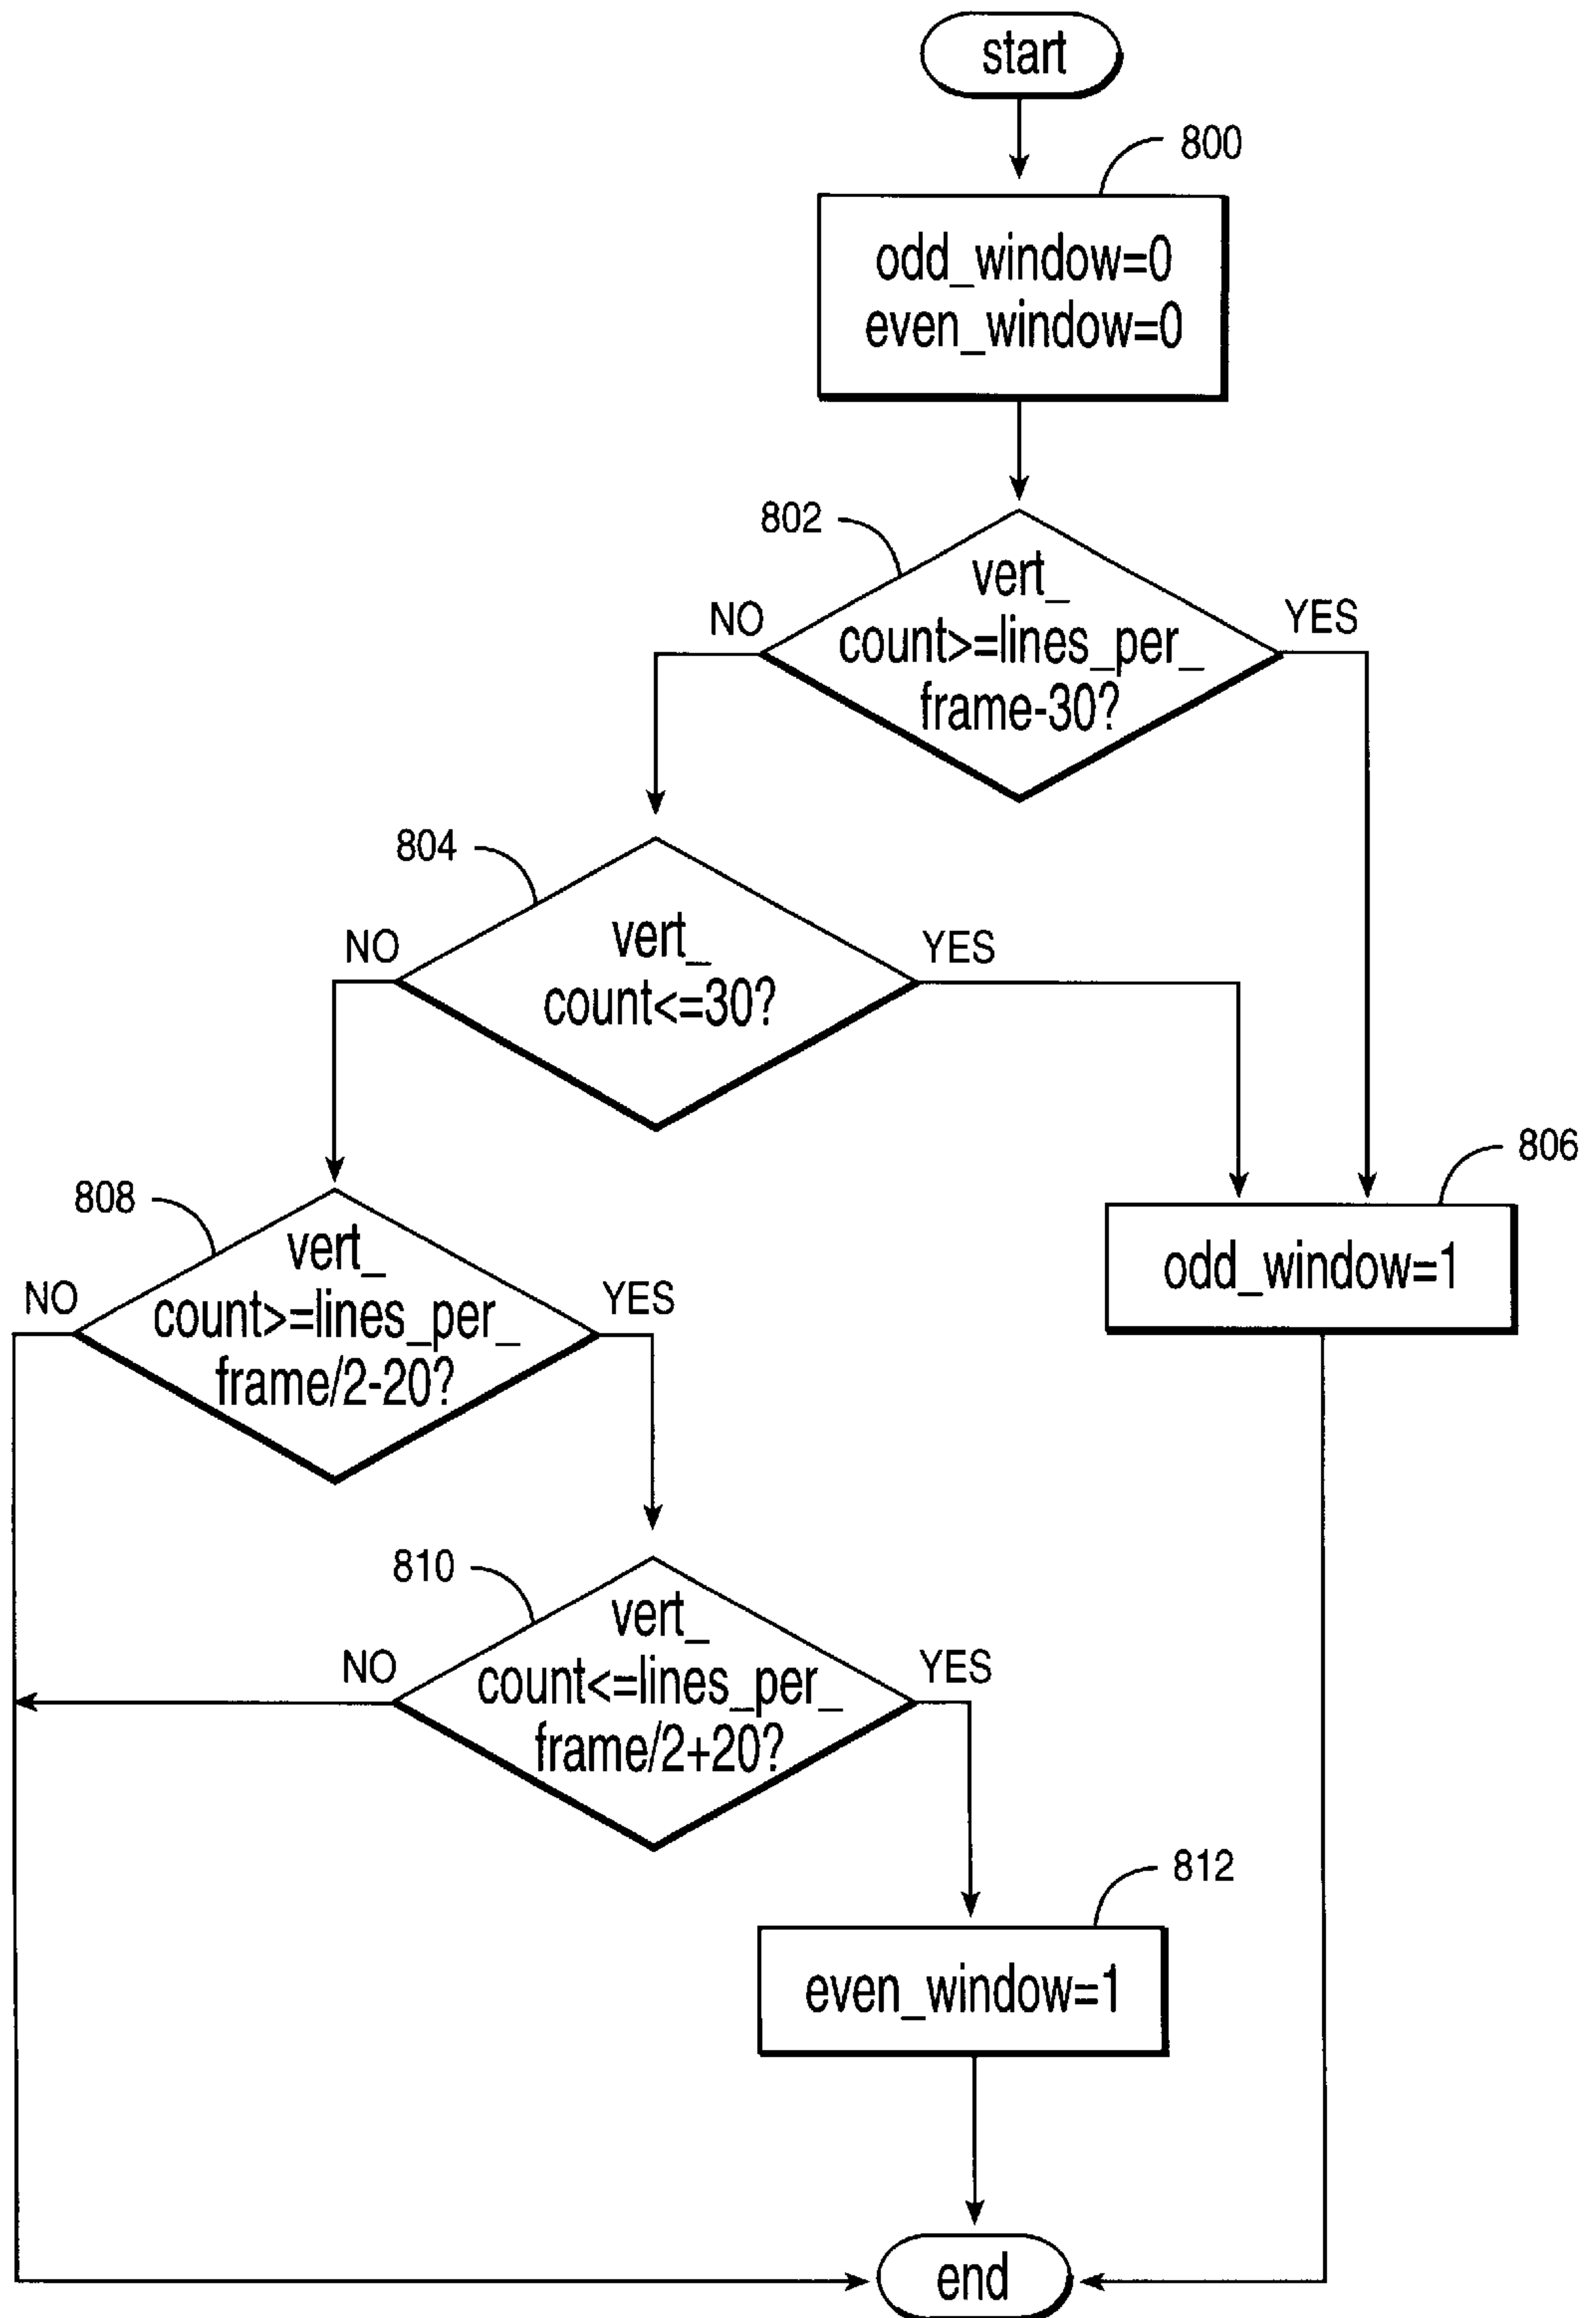 start
800
odd_window=0
even_window=0
802
vert_
count>=lines_per_
frame-30?
NO
YES
804
vert_
count<=30?
NO
YES
806
odd_window=1
808
vert_
count>=lines_per_
frame/2-20?
NO
YES
810
vert_
count<=lines_per_
frame/2+20?
NO
YES
812
even_window=1
end